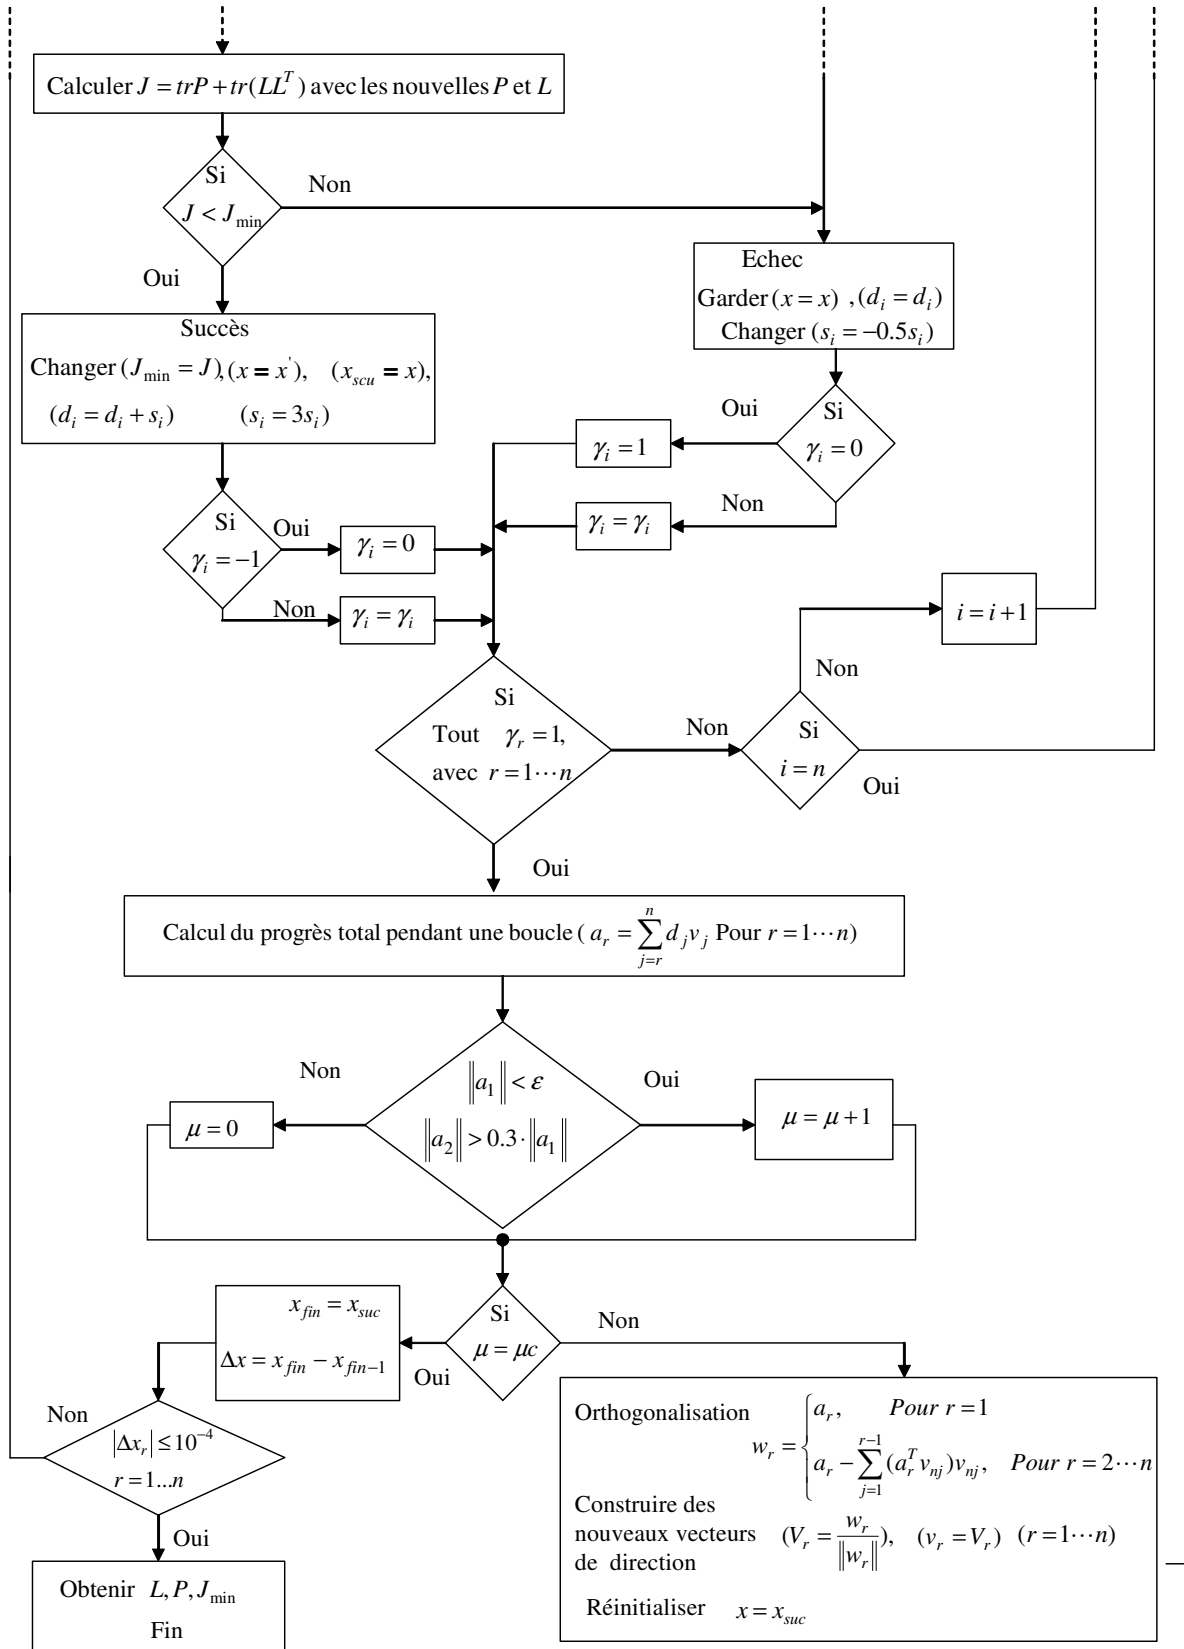 Calculer J = trP + tr(LLᵀ) avec les nouvelles P et L
Si
J < J_min
Non
Oui
Echec
Garder (x = x) , (d_i = d_i)
Changer (s_i = −0.5s_i)
Succès
Changer (J_min = J), (x = x'), (x_scu = x),
(d_i = d_i + s_i) (s_i = 3s_i)
Si
γ_i = 0
Oui
γ_i = 1
Non
γ_i = γ_i
Si
γ_i = −1
Oui
γ_i = 0
Non
γ_i = γ_i
i = i + 1
Non
Si
Tout γ_r = 1,
avec r = 1⋯n
Non
Si
i = n
Oui
Oui
Calcul du progrès total pendant une boucle ( a_r = ∑_{j=r}^{n} d_j v_j Pour r = 1⋯n)
Non
‖a_1‖ < ε
‖a_2‖ > 0.3·‖a_1‖
Oui
μ = 0
μ = μ + 1
x_fin = x_suc
Δx = x_fin − x_fin−1
Si
μ = μc
Non
Oui
Non
|Δx_r| ≤ 10⁻⁴
r = 1...n
Oui
Obtenir L, P, J_min
Fin
Orthogonalisation
w_r = { a_r, Pour r = 1
a_r − ∑_{j=1}^{r−1} (a_r^T v_nj)v_nj, Pour r = 2⋯n
Construire des
nouveaux vecteurs
de direction
(V_r = w_r / ‖w_r‖), (v_r = V_r) (r = 1⋯n)
Réinitialiser x = x_suc